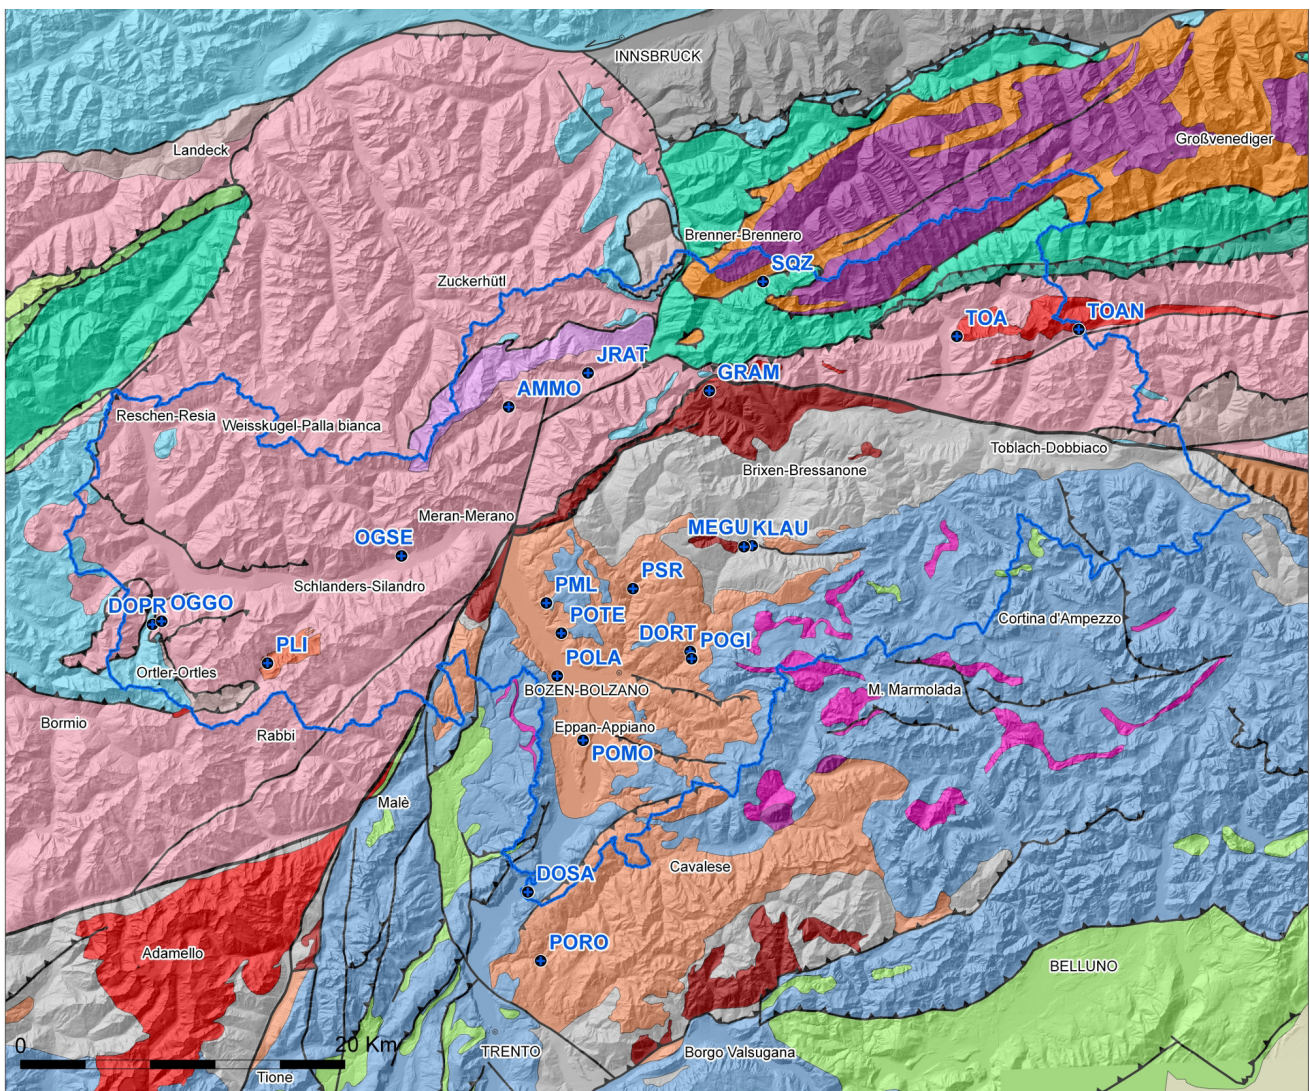 INNSBRUCK
Landeck
Großvenediger
Brenner-Brennero
SQZ
Zuckerhütl
TOA
TOAN
JRAT
GRAM
AMMO
Reschen-Resia
Weisskugel-Palla bianca
Toblach-Dobbiaco
Brixen-Bressanone
Meran-Merano
MEGU KLAU
OGSE
PSR
PML
Schlanders-Silandro
DOPR OGGO
POTE
Cortina d'Ampezzo
DORT
POGI
PLI
POLA
Ortler-Ortles
BOZEN-BOLZANO
M. Marmolada
Bormio
Eppan-Appiano
Rabbi
POMO
Malè
Cavalese
DOSA
Adamello
PORO
BELLUNO
0
20 Km
TRENTO
Borgo Valsugana
Tione